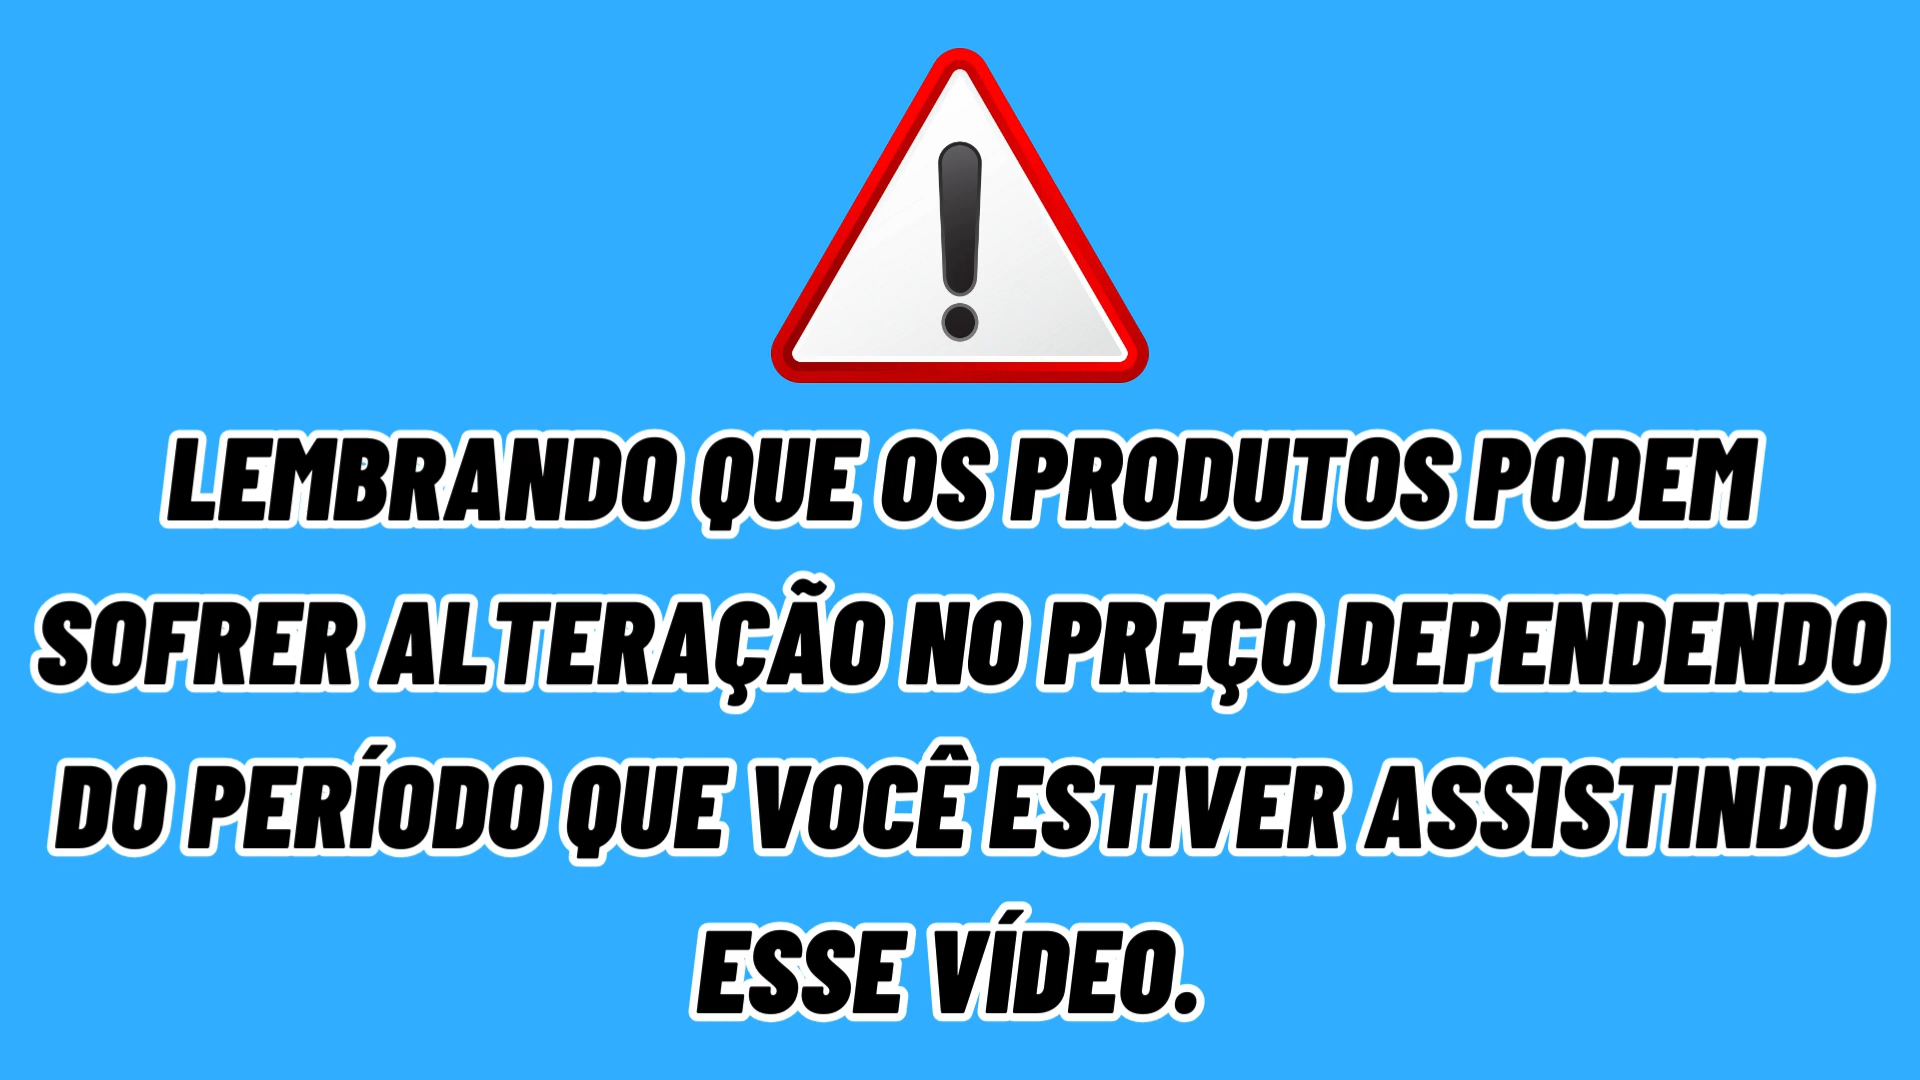 LEMBRANDO QUE OS PRODUTOS PODEM
SOFRER ALTERAÇÃO NO PREÇO DEPENDENDO
DO PERÍODO QUE VOCÊ ESTIVER ASSISTINDO
ESSE VÍDEO.